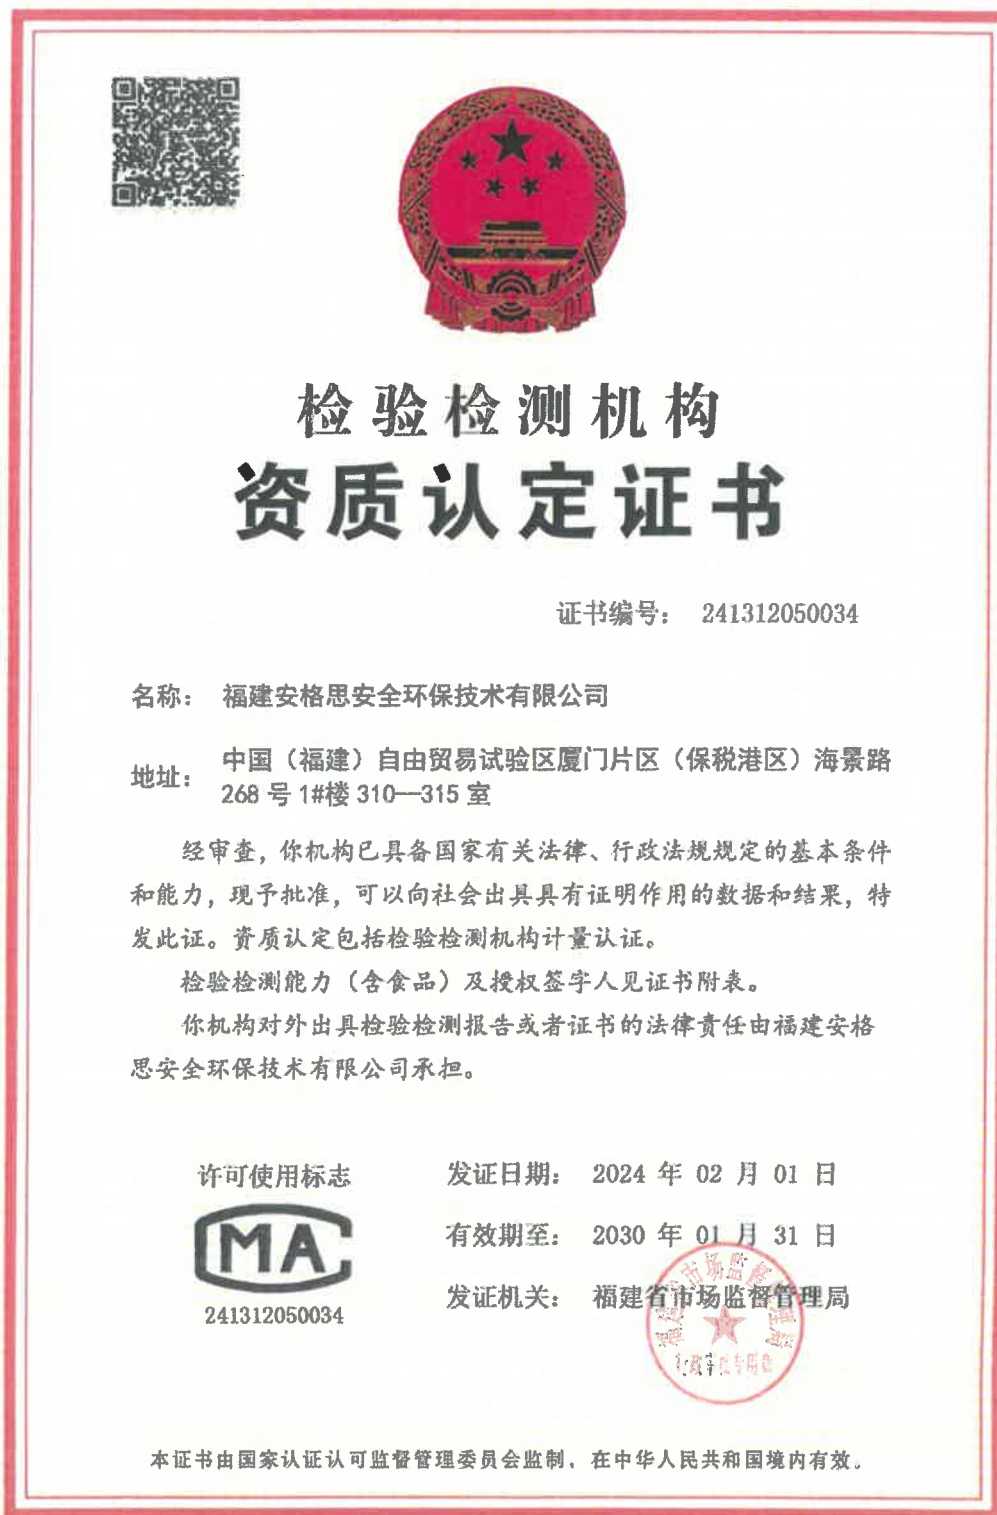 检验检测机构
资质认定证书
证书编号： 241312050034
名称： 福建安格思安全环保技术有限公司
地址： 中国（福建）自由贸易试验区厦门片区（保税港区）海景路
268 号 1#楼 310—315 室
经审查，你机构已具备国家有关法律、行政法规规定的基本条件
和能力，现予批准，可以向社会出具具有证明作用的数据和结果，特
发此证。资质认定包括检验检测机构计量认证。
检验检测能力（含食品）及授权签字人见证书附表。
你机构对外出具检验检测报告或者证书的法律责任由福建安格
思安全环保技术有限公司承担。
许可使用标志
MA
241312050034
发证日期： 2024 年 02 月 01 日
有效期至： 2030 年 01 月 31 日
发证机关： 福建省市场监督管理局
福建省市场监督管理局
本证书由国家认证认可监督管理委员会监制，在中华人民共和国境内有效。